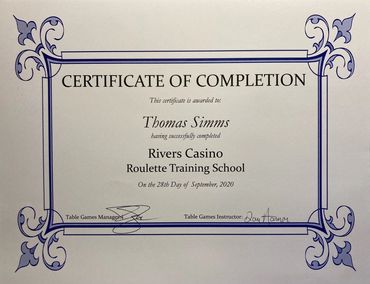 CERTIFICATE OF COMPLETION
This certificate is awarded to:
Thomas Simms
having successfully completed
Rivers Casino
Roulette Training School
On the 28th Day of September, 2020
Table Games Manager:
Table Games Instructor: